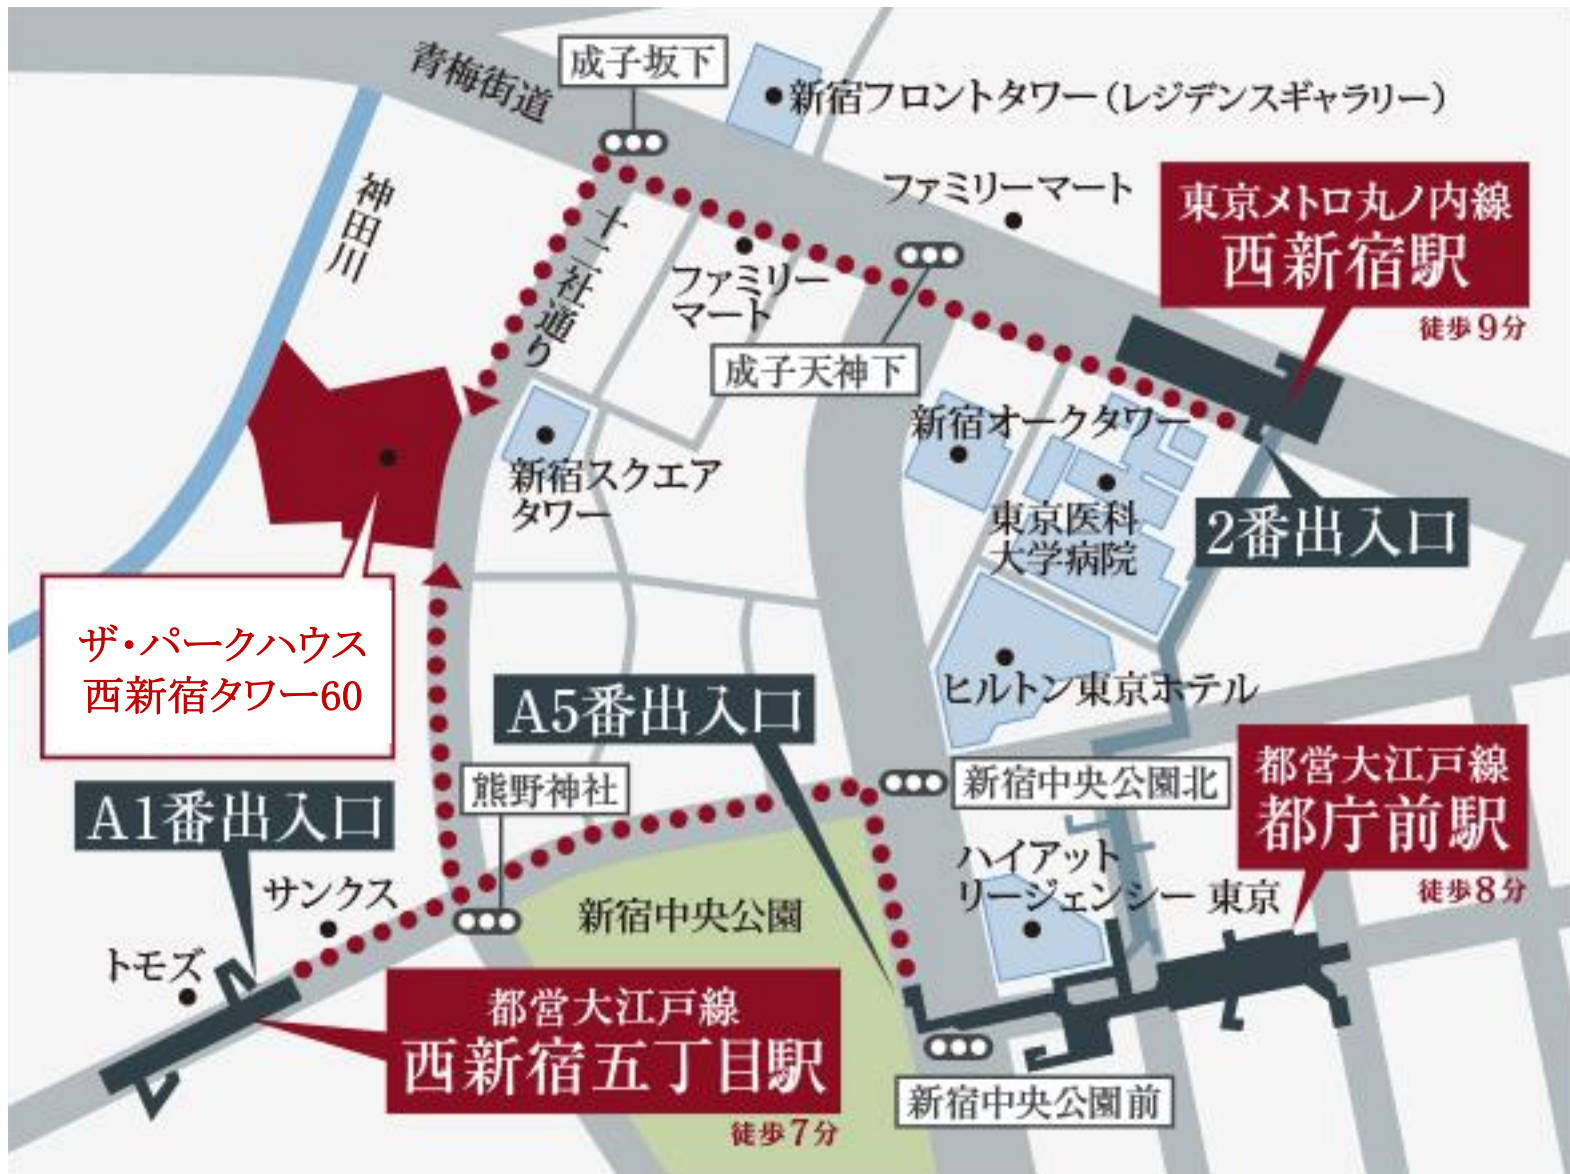 成子坂下
青梅街道
新宿フロントタワー(レジデンスギャラリー)
神田川
十二社通り
ファミリーマート
東京メトロ丸ノ内線
西新宿駅
徒歩9分
ファミリー
マート
成子天神下
新宿オークタワー
新宿スクエア
タワー
東京医科
大学病院
2番出入口
ザ・パークハウス
西新宿タワー60
A5番出入口
ヒルトン東京ホテル
熊野神社
新宿中央公園北
都営大江戸線
都庁前駅
徒歩8分
A1番出入口
ハイアット
リージェンシー 東京
サンクス
新宿中央公園
トモズ
都営大江戸線
西新宿五丁目駅
徒歩7分
新宿中央公園前